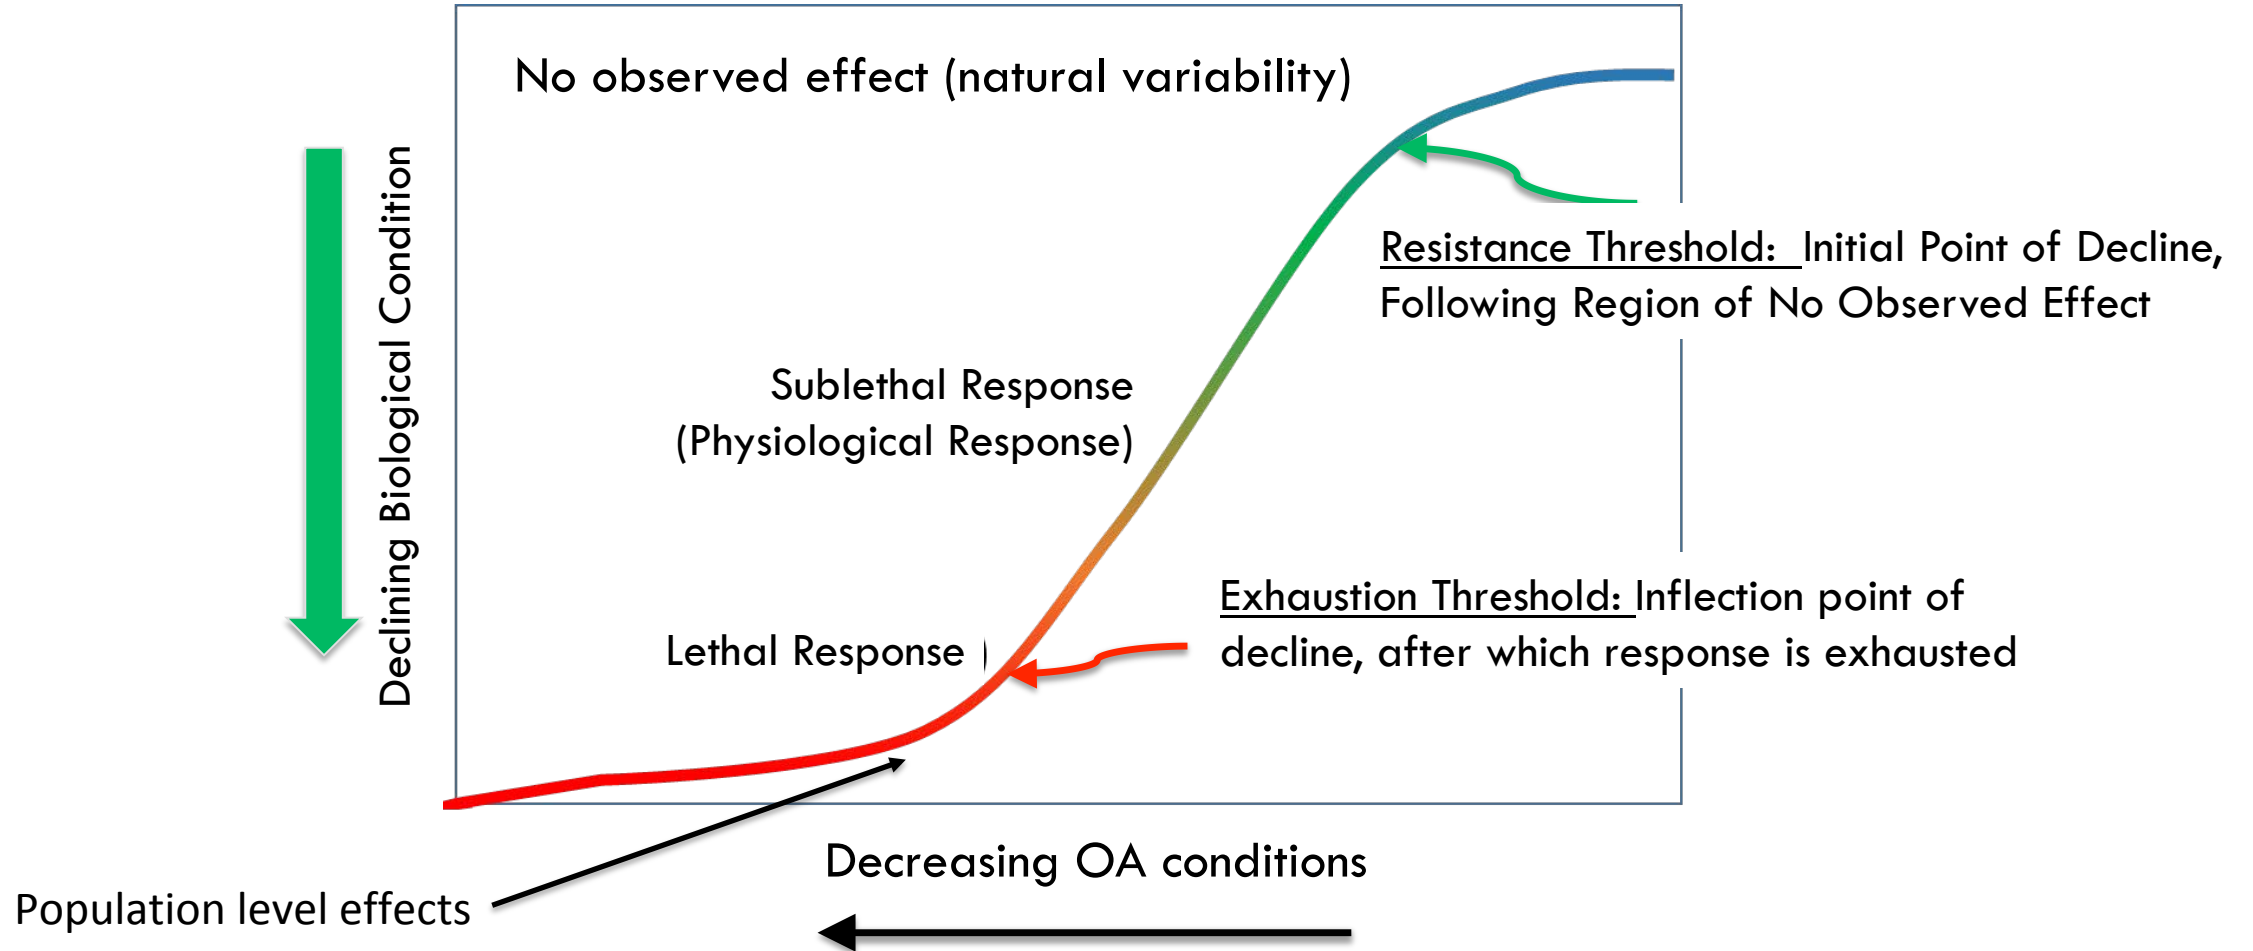 No observed effect (natural variability)
Declining Biological Condition
Resistance Threshold: Initial Point of Decline,
Following Region of No Observed Effect
Sublethal Response
(Physiological Response)
Exhaustion Threshold: Inflection point of
decline, after which response is exhausted
Lethal Response
Decreasing OA conditions
Population level effects